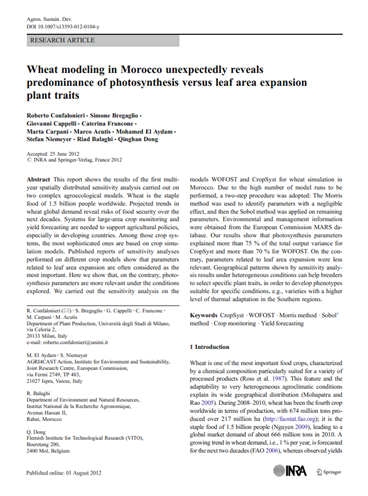 Agron. Sustain. Dev.
DOI 10.1007/s13593-012-0104-y
RESEARCH ARTICLE
Wheat modeling in Morocco unexpectedly reveals
predominance of photosynthesis versus leaf area expansion
plant traits
Roberto Confalonieri · Simone Bregaglio ·
Giovanni Cappelli · Caterina Francone ·
Marta Carpani · Marco Acutis · Mohamed El Aydam ·
Stefan Niemeyer · Riad Balaghi · Qinghan Dong
Accepted: 25 June 2012
© INRA and Springer-Verlag, France 2012
Abstract This report shows the results of the first multi-
year spatially distributed sensitivity analysis carried out on
two complex agroecological models. Wheat is the staple
food of 1.5 billion people worldwide. Projected trends in
wheat global demand reveal risks of food security over the
next decades. Systems for large-area crop monitoring and
yield forecasting are needed to support agricultural policies,
especially in developing countries. Among those crop sys-
tems, the most sophisticated ones are based on crop simu-
lation models. Published reports of sensitivity analyses
performed on different crop models show that parameters
related to leaf area expansion are often considered as the
most important. Here we show that, on the contrary, photo-
synthesis parameters are more relevant under the conditions
explored. We carried out the sensitivity analysis on the
R. Confalonieri · S. Bregaglio · G. Cappelli · C. Francone ·
M. Carpani · M. Acutis
Department of Plant Production, Università degli Studi di Milano,
via Celoria 2,
20133 Milan, Italy
e-mail: roberto.confalonieri@unimi.it
M. El Aydam · S. Niemeyer
AGRI4CAST Action, Institute for Environment and Sustainability,
Joint Research Centre, European Commission,
via Fermi 2749, TP 483,
21027 Ispra, Varese, Italy
R. Balaghi
Department of Environment and Natural Resources,
Institut National de la Recherche Agronomique,
Avenue Hassan II,
Rabat, Morocco
Q. Dong
Flemish Institute for Technological Research (VITO),
Boeretang 200,
2400 Mol, Belgium
models WOFOST and CropSyst for wheat simulation in
Morocco. Due to the high number of model runs to be
performed, a two-step procedure was adopted: The Morris
method was used to identify parameters with a negligible
effect, and then the Sobol method was applied on remaining
parameters. Environmental and management information
were obtained from the European Commission MARS da-
tabase. Our results show that photosynthesis parameters
explained more than 75 % of the total output variance for
CropSyst and more than 70 % for WOFOST. On the con-
trary, parameters related to leaf area expansion were less
relevant. Geographical patterns shown by sensitivity analy-
sis results under heterogeneous conditions can help breeders
to select specific plant traits, in order to develop phenotypes
suitable for specific conditions, e.g., varieties with a higher
level of thermal adaptation in the Southern regions.
Keywords CropSyst · WOFOST · Morris method · Sobol'
method · Crop monitoring · Yield forecasting
1 Introduction
Wheat is one of the most important food crops, characterized
by a chemical composition particularly suited for a variety of
processed products (Ross et al. 1987). This feature and the
adaptability to very heterogeneous agroclimatic conditions
explain its wide geographical distribution (Mohapatra and
Rao 2005). During 2008–2010, wheat has been the fourth crop
worldwide in terms of production, with 674 million tons pro-
duced over 217 million ha (http://faostat.fao.org); it is the
staple food of 1.5 billion people (Nguyen 2009), leading to a
global market demand of about 666 million tons in 2010. A
growing trend in wheat demand, i.e., 1 % per year, is forecasted
for the next two decades (FAO 2006), whereas observed yields
Published online: 01 August 2012
INRA
Springer